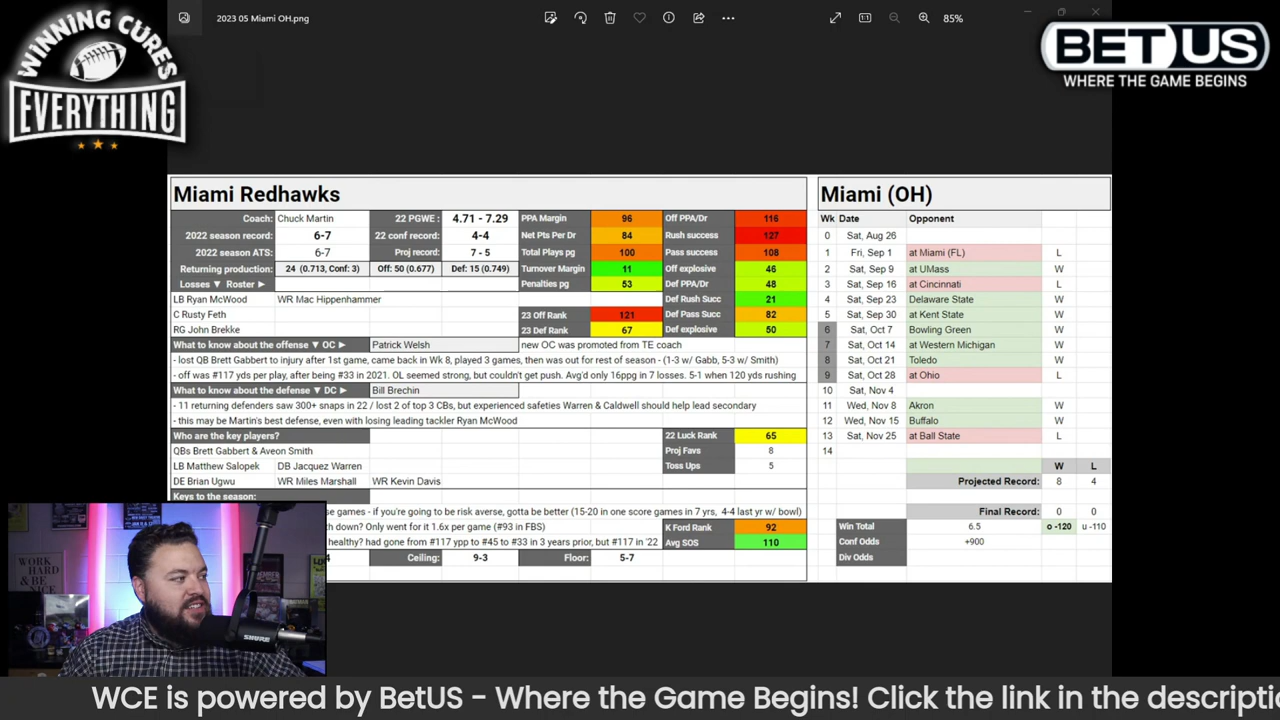 2023 05 Miami OH.png
85%
WINNING CURES
EVERYTHING
BETUS
WHERE THE GAME BEGINS
Miami Redhawks
Coach: Chuck Martin 22 PGWE : 4.71 - 7.29 PPA Margin 96 Off PPA/Dr 116
2022 season record: 6-7 22 conf record: 4-4 Net Pts Per Dr 84 Rush success 127
2022 season ATS: 6-7 Proj record: 7 - 5 Total Plays pg 100 Pass success 108
Returning production: 24 (0.713, Conf: 3) Off: 50 (0.677) Def: 15 (0.749) Turnover Margin 11 Off explosive 46
Losses ▼ Roster ▶ Penalties pg 53 Def PPA/Dr 48
LB Ryan McWood WR Mac Hippenhammer Def Rush Succ 21
C Rusty Feth 23 Off Rank 121 Def Pass Succ 82
RG John Brekke 23 Def Rank 67 Def explosive 50
What to know about the offense ▼ OC ▶ Patrick Welsh new OC was promoted from TE coach
- lost QB Brett Gabbert to injury after 1st game, came back in Wk 8, played 3 games, then was out for rest of season - (1-3 w/ Gabb, 5-3 w/ Smith)
- off was #117 yds per play, after being #33 in 2021. OL seemed strong, but couldn't get push. Avg'd only 16ppg in 7 losses. 5-1 when 120 yds rushing
What to know about the defense ▼ DC ▶ Bill Brechin
- 11 returning defenders saw 300+ snaps in 22 / lost 2 of top 3 CBs, but experienced safeties Warren & Caldwell should help lead secondary
- this may be Martin's best defense, even with losing leading tackler Ryan McWood
Who are the key players? 22 Luck Rank 65
QBs Brett Gabbert & Aveon Smith Proj Favs 8
LB Matthew Salopek DB Jacquez Warren Toss Ups 5
DE Brian Ugwu WR Miles Marshall WR Kevin Davis
Keys to the season:
se games - if you're going to be risk averse, gotta be better (15-20 in one score games in 7 yrs, 4-4 last yr w/ bowl)
th down? Only went for it 1.6x per game (#93 in FBS) K Ford Rank 92
healthy? had gone from #117 ypp to #45 to #33 in 3 years prior, but #117 in '22 Avg SOS 110
4 Ceiling: 9-3 Floor: 5-7
Miami (OH)
Wk Date Opponent
0 Sat, Aug 26
1 Fri, Sep 1 at Miami (FL) L
2 Sat, Sep 9 at UMass W
3 Sat, Sep 16 at Cincinnati L
4 Sat, Sep 23 Delaware State W
5 Sat, Sep 30 at Kent State W
6 Sat, Oct 7 Bowling Green W
7 Sat, Oct 14 at Western Michigan W
8 Sat, Oct 21 Toledo W
9 Sat, Oct 28 at Ohio L
10 Sat, Nov 4
11 Wed, Nov 8 Akron W
12 Wed, Nov 15 Buffalo W
13 Sat, Nov 25 at Ball State L
14
W L
Projected Record: 8 4
Final Record: 0 0
Win Total 6.5 o -120 u -110
Conf Odds +900
Div Odds
WORK
HARD
& BE
NICE
SHURE
WCE is powered by BetUS - Where the Game Begins! Click the link in the descripti